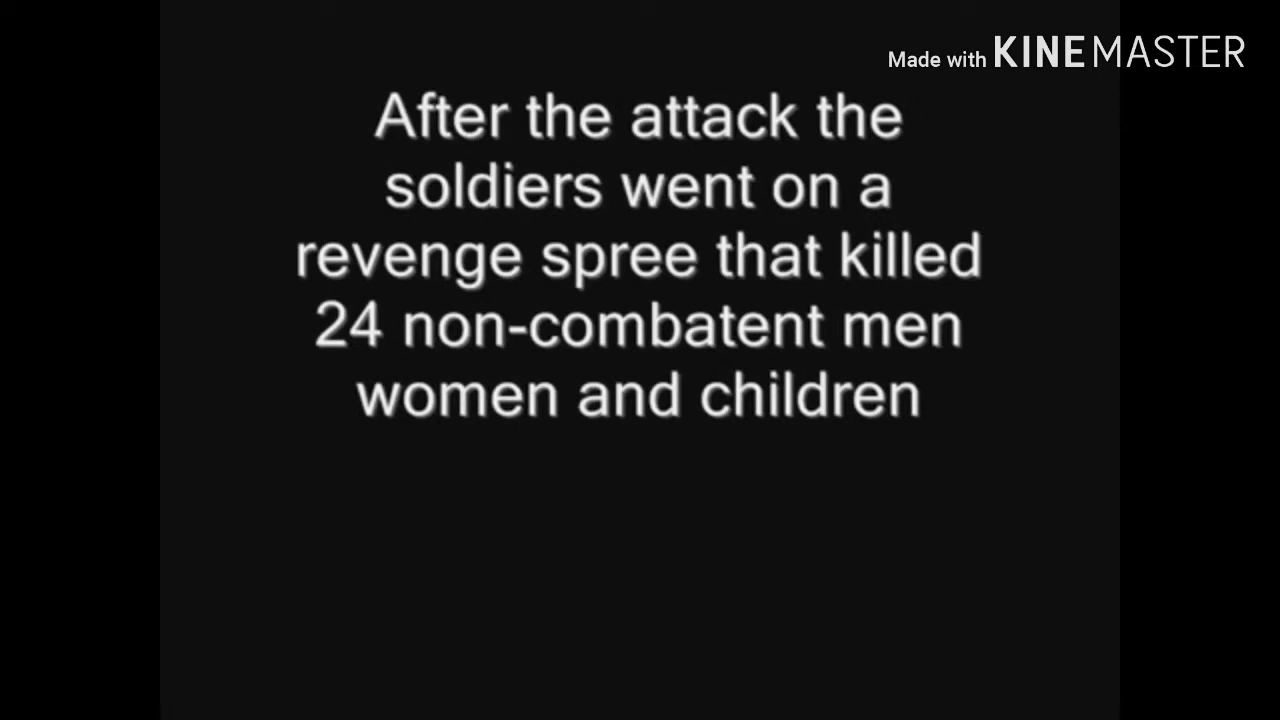 Made with KINEMASTER
After the attack the
soldiers went on a
revenge spree that killed
24 non-combatent men
women and children